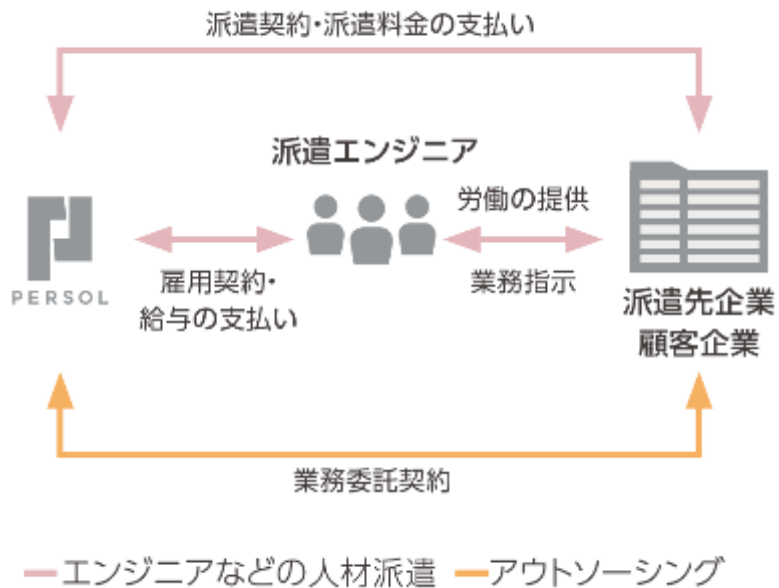 派遣契約・派遣料金の支払い
派遣エンジニア
労働の提供
PERSOL
雇用契約・
給与の支払い
業務指示
派遣先企業
顧客企業
業務委託契約
エンジニアなどの人材派遣 アウトソーシング